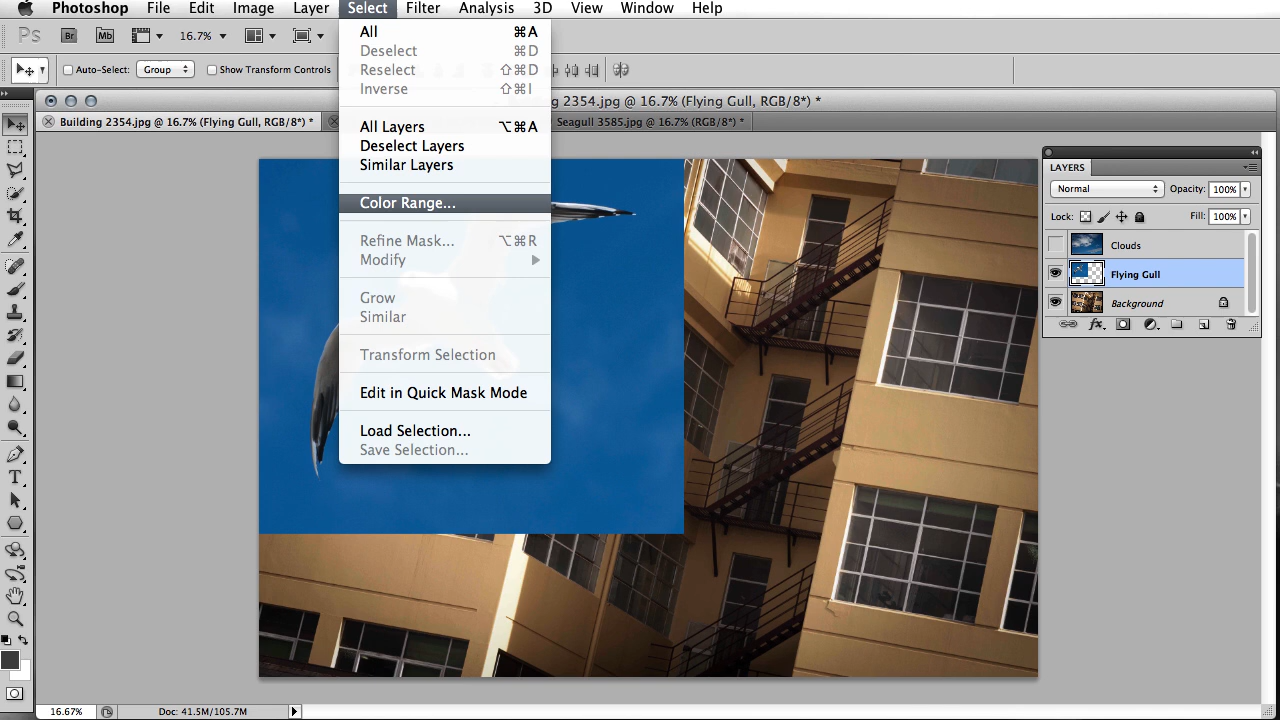 Photoshop File Edit Image Layer Select Filter Analysis 3D View Window Help
Ps Br Mb 16.7%
Auto-Select: Group Show Transform Controls
g 2354.jpg @ 16.7% (Flying Gull, RGB/8*) *
Building 2354.jpg @ 16.7% (Flying Gull, RGB/8*) * Seagull 3585.jpg @ 16.7% (RGB/8*) *
All ⌘A
Deselect ⌘D
Reselect ⇧⌘D
Inverse ⇧⌘I
All Layers ⌥⌘A
Deselect Layers
Similar Layers
Color Range...
Refine Mask... ⌥⌘R
Modify
Grow
Similar
Transform Selection
Edit in Quick Mask Mode
Load Selection...
Save Selection...
LAYERS
Normal Opacity: 100%
Lock: Fill: 100%
Clouds
Flying Gull
Background
fx.
T
16.67% Doc: 41.5M/105.7M